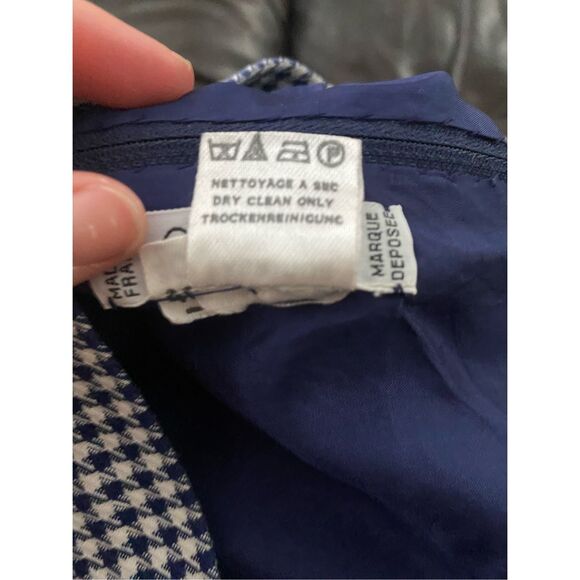 P
NETTOYAGE A SEC
DRY CLEAN ONLY
TROCKENREINIGUNG
MARQUE
DEPOSEE